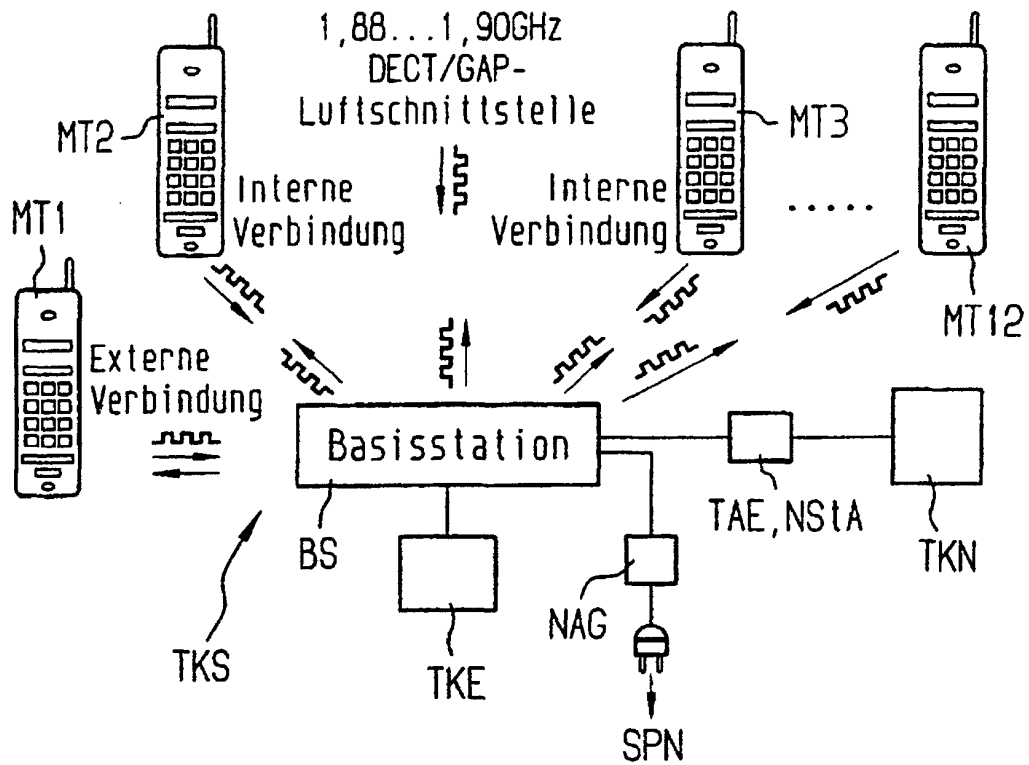 1,88...1,90GHz
DECT/GAP-
Luftschnittstelle
MT2
MT3
Interne
Verbindung
Interne
Verbindung
.....
MT1
MT12
Externe
Verbindung
Basisstation
BS
TAE,NStA
TKN
NAG
TKS
TKE
SPN